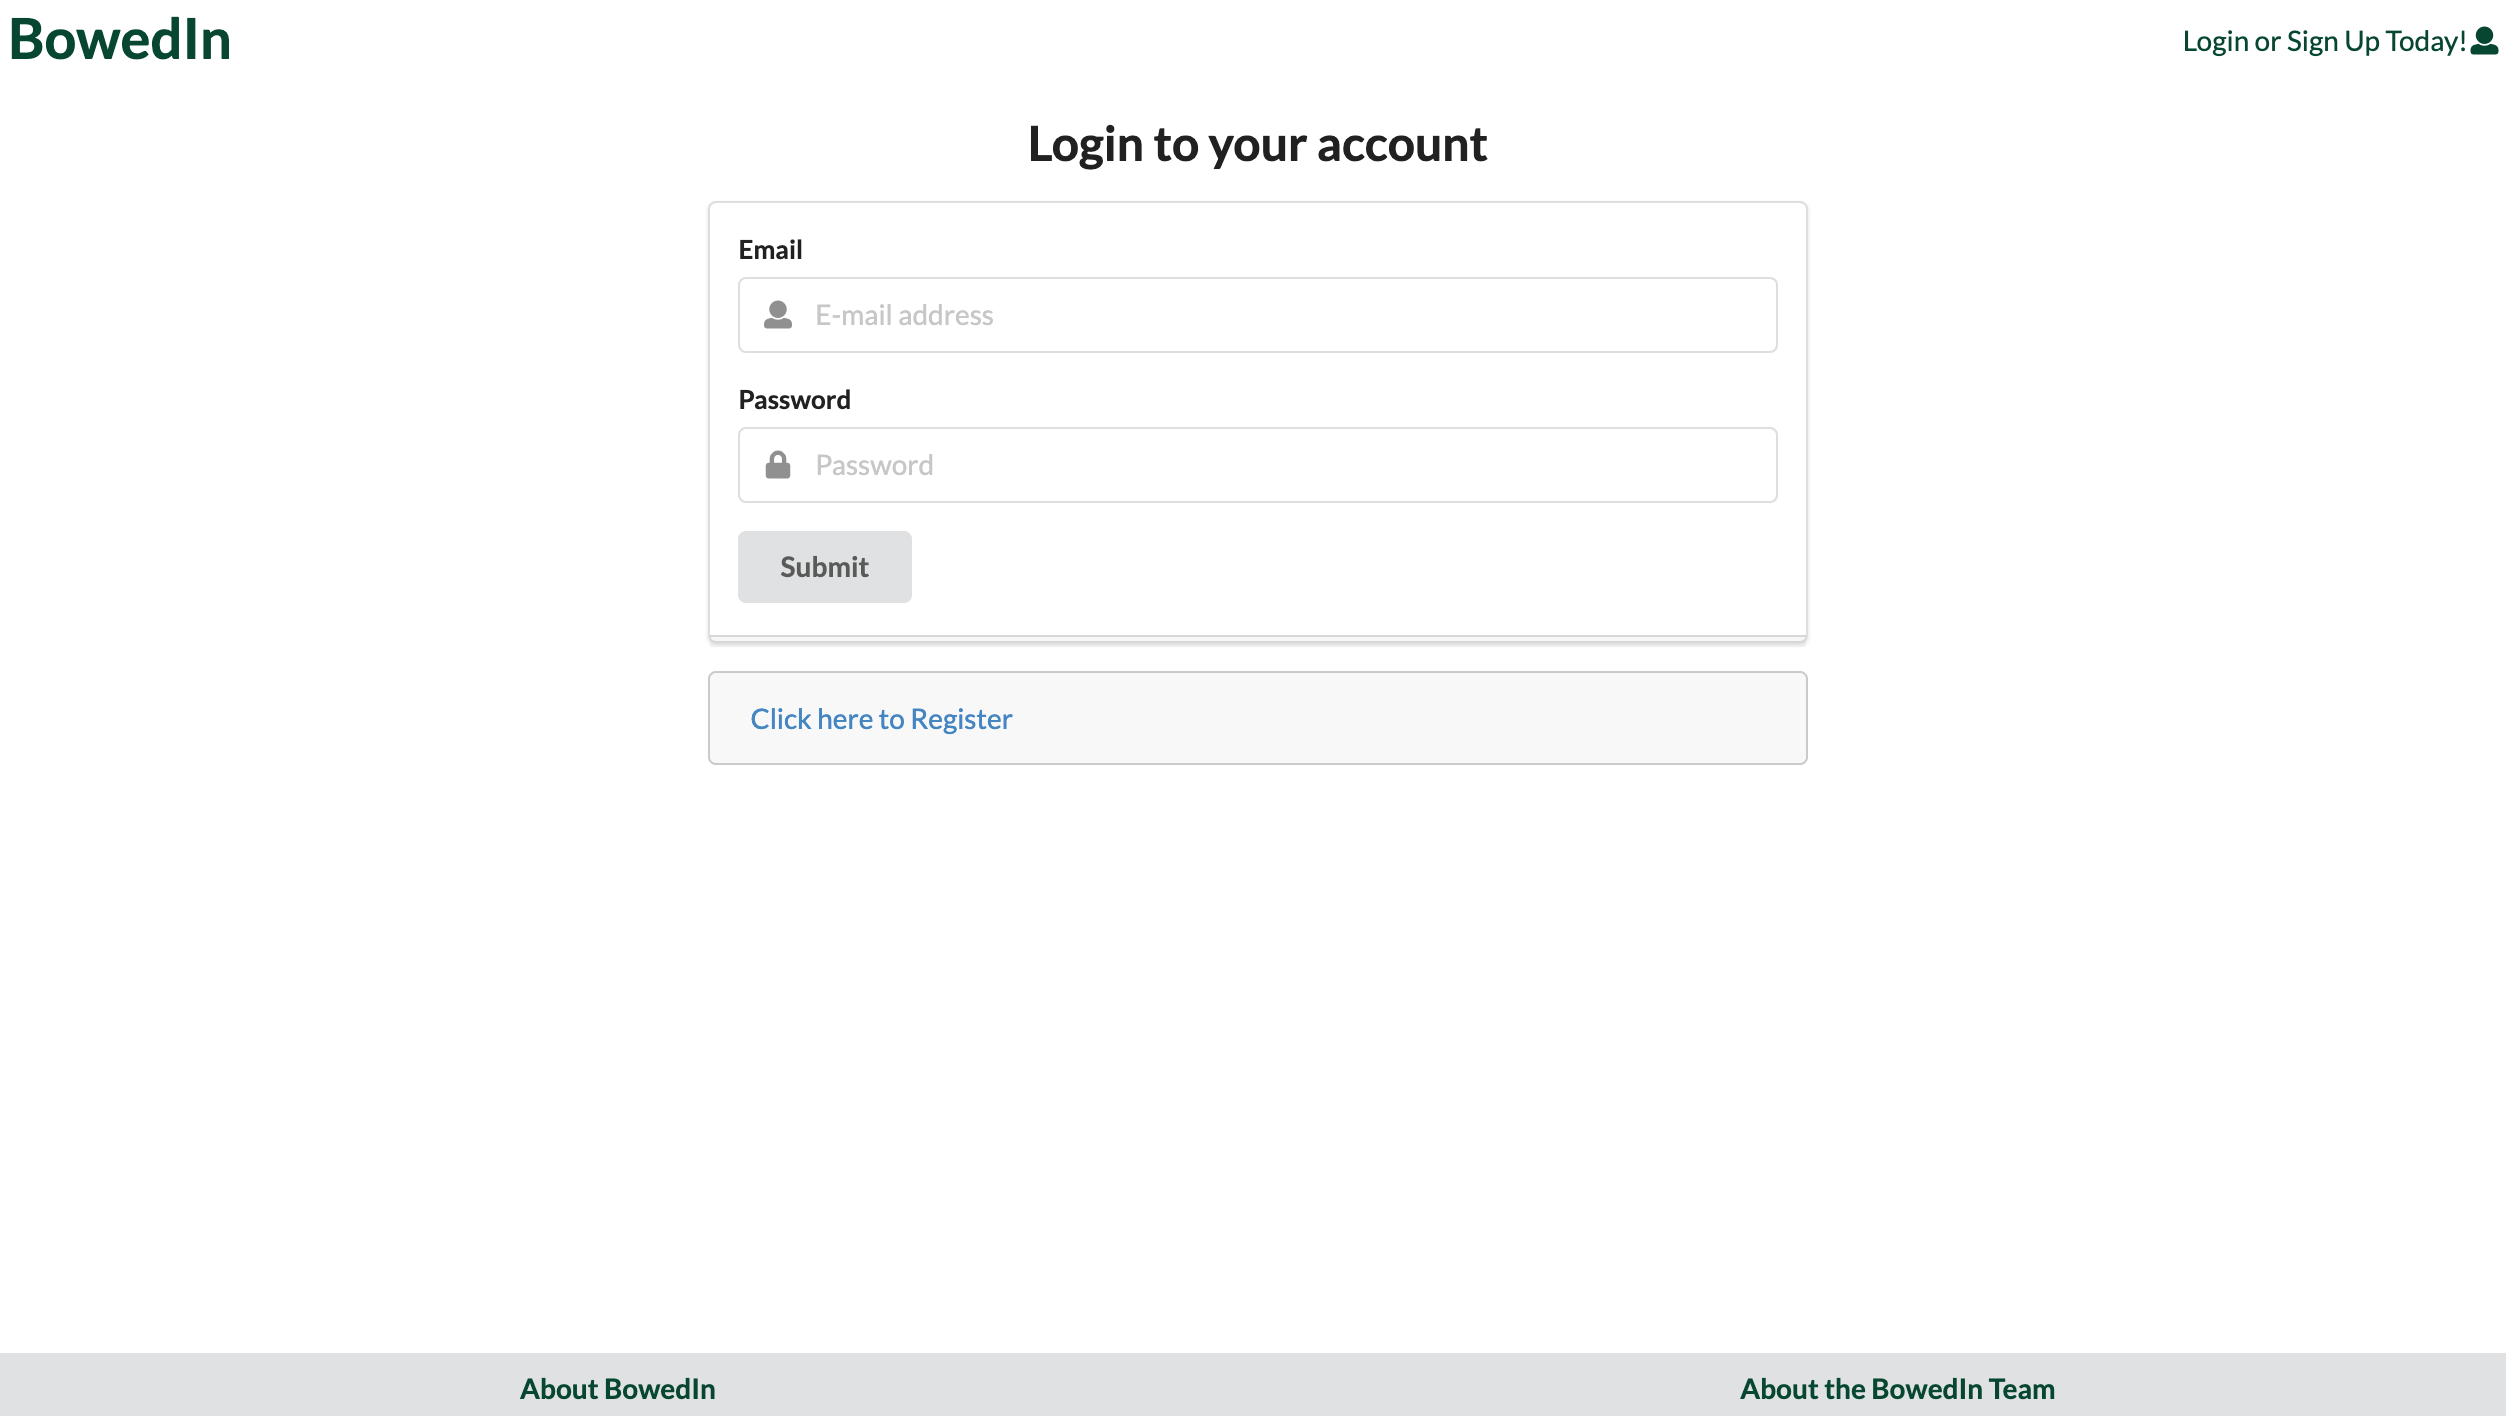 BowedIn
Login or Sign Up Today!
Login to your account
Email
E-mail address
Password
Password
Submit
Click here to Register
About BowedIn
About the BowedIn Team